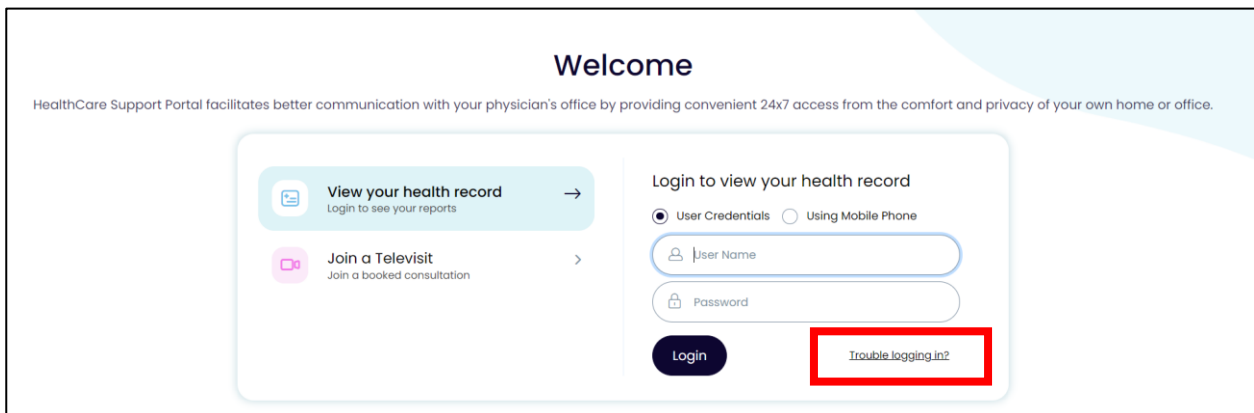 Welcome
HealthCare Support Portal facilitates better communication with your physician's office by providing convenient 24x7 access from the comfort and privacy of your own home or office.
View your health record
Login to see your reports
Join a Televisit
Join a booked consultation
Login to view your health record
User Credentials Using Mobile Phone
User Name
Password
Login Trouble logging in?